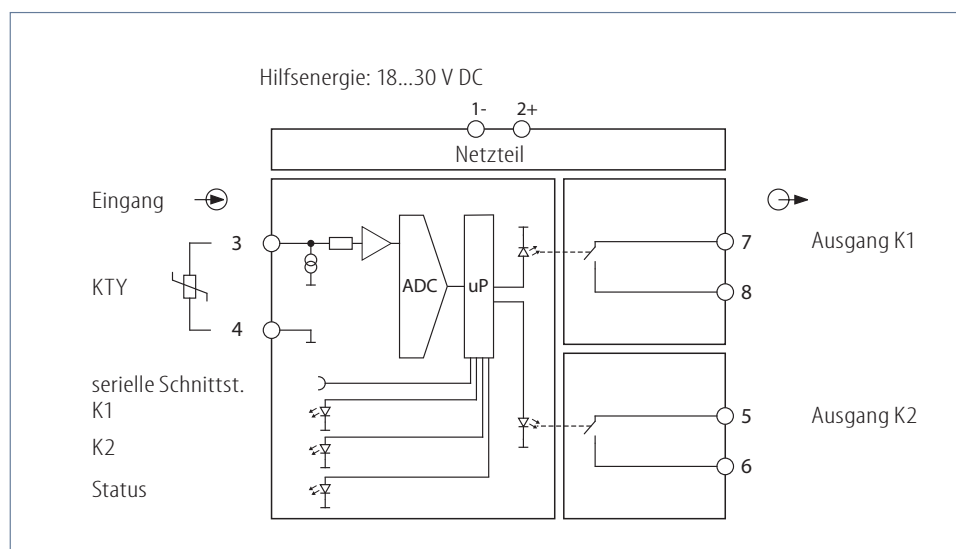 Hilfsenergie: 18...30 V DC
1- 2+
Netzteil
Eingang
3
7 Ausgang K1
KTY
ADC
uP
8
4
serielle Schnittst.
K1
5 Ausgang K2
K2
6
Status